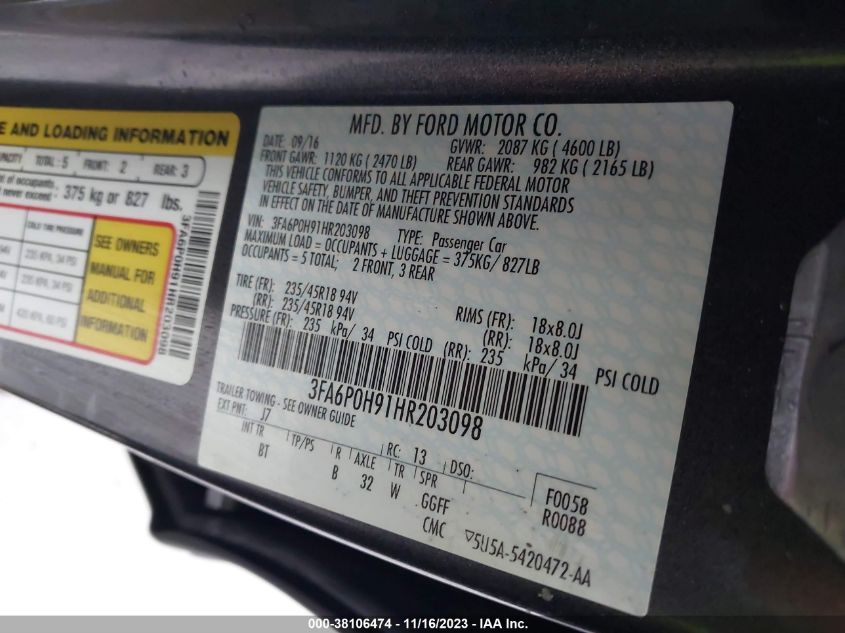 E AND LOADING INFORMATION
TOTAL: 5 FRONT: 2 REAR: 3
of occupants
never exceed: 375 kg or 827 lbs.
COLD TIRE PRESSURE
SEE OWNERS
MANUAL FOR
ADDITIONAL
INFORMATION
3FA6P0H91HR203098
MFD. BY FORD MOTOR CO.
DATE: 09/16 GVWR: 2087 KG ( 4600 LB)
FRONT GAWR: 1120 KG ( 2470 LB) REAR GAWR: 982 KG ( 2165 LB)
THIS VEHICLE CONFORMS TO ALL APPLICABLE FEDERAL MOTOR
VEHICLE SAFETY, BUMPER, AND THEFT PREVENTION STANDARDS
IN EFFECT ON THE DATE OF MANUFACTURE SHOWN ABOVE.
VIN: 3FA6P0H91HR203098 TYPE: Passenger Car
MAXIMUM LOAD = OCCUPANTS + LUGGAGE = 375KG/827LB
OCCUPANTS = 5 TOTAL; 2 FRONT, 3 REAR
TIRE (FR): 235/45R18 94V RIMS (FR): 18x8.0J
(RR): 235/45R18 94V (RR): 18x8.0J
PRESSURE (FR): 235 kPa/ 34 PSI COLD (RR): 235 kPa/ 34 PSI COLD
3FA6P0H91HR203098
TRAILER TOWING - SEE OWNER GUIDE
EXT PNT: J7 RC: 13 DSO:
INT TR TP/PS R AXLE TR SPR
BT B 32 W GGFF
CMC
F0058
R0088
▽5U5A-5420472-AA
000-38106474 - 11/16/2023 - IAA Inc.